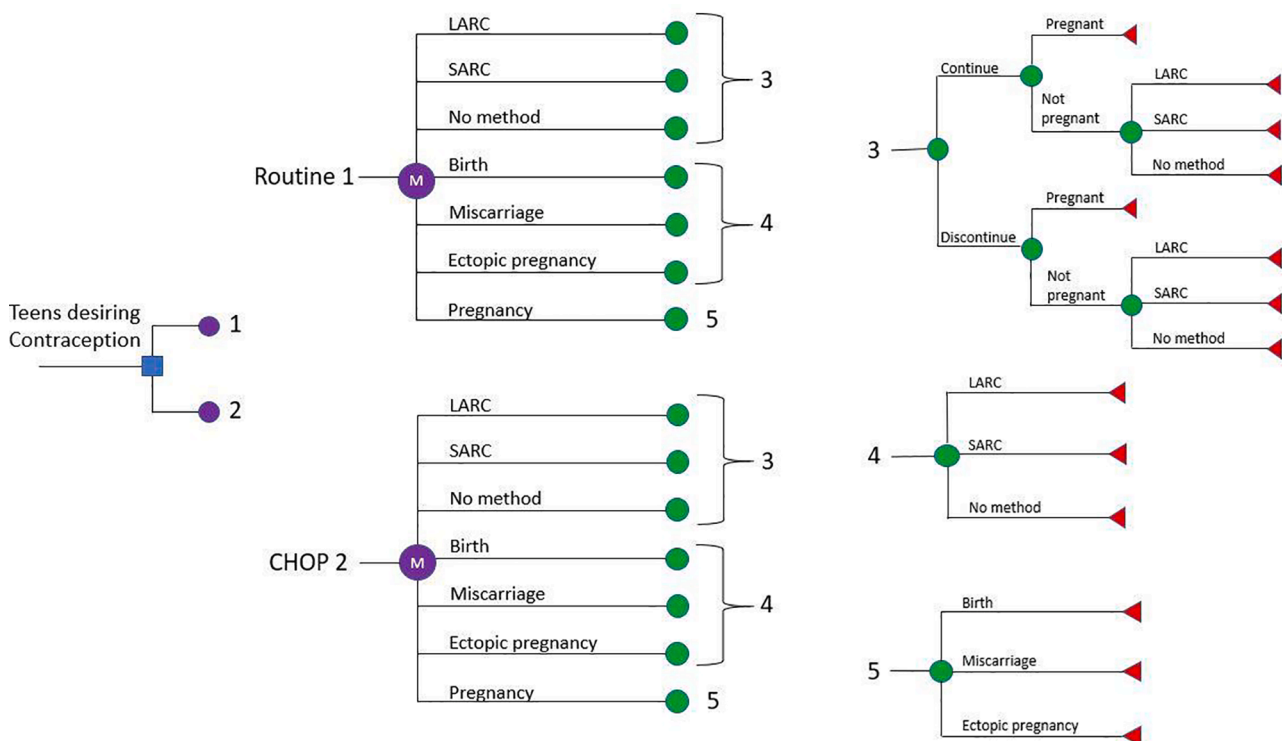 Teens desiring
Contraception
1
2
Routine 1
M
LARC
SARC
No method
3
Birth
Miscarriage
Ectopic pregnancy
4
Pregnancy
5
CHOP 2
M
LARC
SARC
No method
3
Birth
Miscarriage
Ectopic pregnancy
4
Pregnancy
5
3
Continue
Pregnant
Not
pregnant
LARC
SARC
No method
Discontinue
Pregnant
Not
pregnant
LARC
SARC
No method
4
LARC
SARC
No method
5
Birth
Miscarriage
Ectopic pregnancy